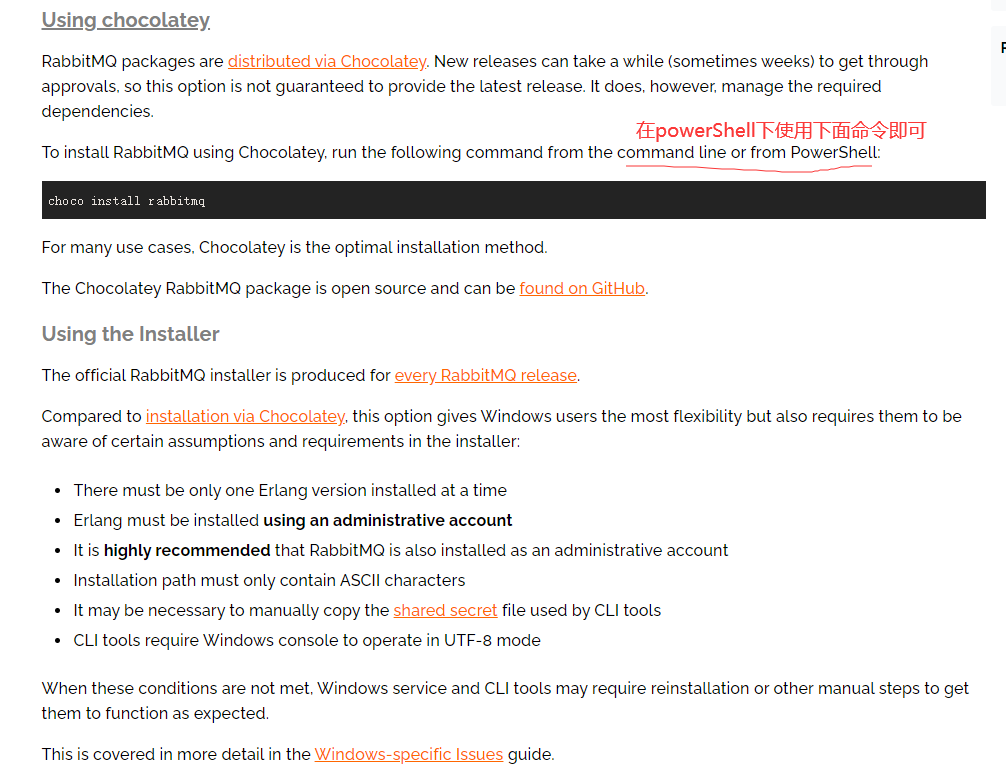 Using chocolatey
RabbitMQ packages are distributed via Chocolatey. New releases can take a while (sometimes weeks) to get through
approvals, so this option is not guaranteed to provide the latest release. It does, however, manage the required
dependencies.
在powerShell下使用下面命令即可
To install RabbitMQ using Chocolatey, run the following command from the command line or from PowerShell:
choco install rabbitmq
For many use cases, Chocolatey is the optimal installation method.
The Chocolatey RabbitMQ package is open source and can be found on GitHub.
Using the Installer
The official RabbitMQ installer is produced for every RabbitMQ release.
Compared to installation via Chocolatey, this option gives Windows users the most flexibility but also requires them to be
aware of certain assumptions and requirements in the installer:
• There must be only one Erlang version installed at a time
• Erlang must be installed using an administrative account
• It is highly recommended that RabbitMQ is also installed as an administrative account
• Installation path must only contain ASCII characters
• It may be necessary to manually copy the shared secret file used by CLI tools
• CLI tools require Windows console to operate in UTF-8 mode
When these conditions are not met, Windows service and CLI tools may require reinstallation or other manual steps to get
them to function as expected.
This is covered in more detail in the Windows-specific Issues guide.